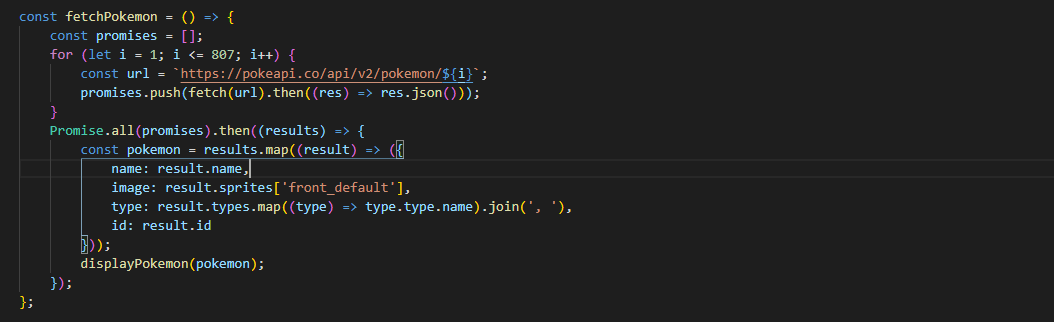 const fetchPokemon = () => {
    const promises = [];
    for (let i = 1; i <= 807; i++) {
        const url = `https://pokeapi.co/api/v2/pokemon/${i}`;
        promises.push(fetch(url).then((res) => res.json()));
    }
    Promise.all(promises).then((results) => {
        const pokemon = results.map((result) => ({
            name: result.name,
            image: result.sprites['front_default'],
            type: result.types.map((type) => type.type.name).join(', '),
            id: result.id
        }));
        displayPokemon(pokemon);
    });
};